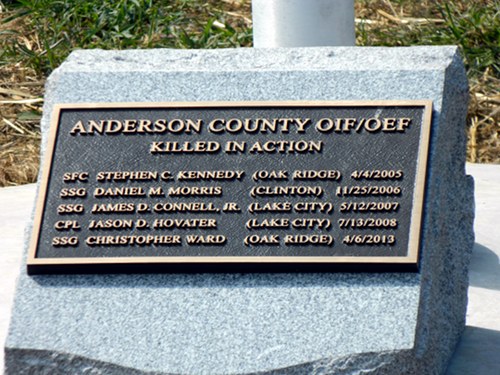 ANDERSON COUNTY OIF/OEF
KILLED IN ACTION
SFC STEPHEN C. KENNEDY (OAK RIDGE) 4/4/2005
SSG DANIEL M. MORRIS (CLINTON) 11/25/2006
SSG JAMES D. CONNELL, JR. (LAKE CITY) 5/12/2007
CPL JASON D. HOVATER (LAKE CITY) 7/13/2008
SSG CHRISTOPHER WARD (OAK RIDGE) 4/6/2013